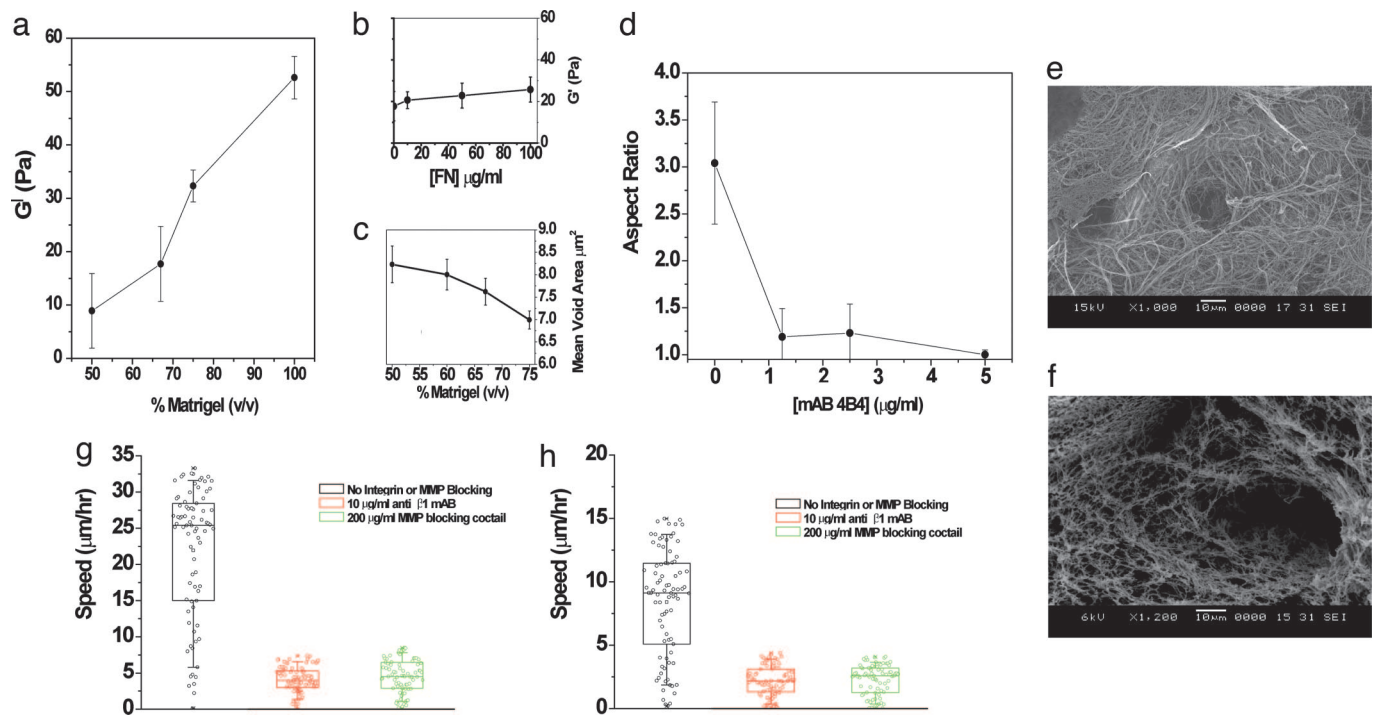 a
60
50
40
30
20
10
0
G' (Pa)
50 60 70 80 90 100
% Matrigel (v/v)
b
60
40
20
0
G' (Pa)
0 20 40 60 80 100
[FN] μg/ml
c
9.0
8.5
8.0
7.5
7.0
6.5
6.0
Mean Void Area μm²
50 55 60 65 70 75
% Matrigel (v/v)
d
4.0
3.5
3.0
2.5
2.0
1.5
1.0
Aspect Ratio
0 1 2 3 4 5
[mAB 4B4] (μg/ml)
e
15kV X1,000 10μm 0000 17 31 SEI
f
6kV X1,200 10μm 0000 15 31 SEI
g
35
30
25
20
15
10
5
0
Speed (μm/hr)
No Integrin or MMP Blocking
10 μg/ml anti β1 mAB
200 μg/ml MMP blocking coctail
h
20
15
10
5
0
Speed (μm/hr)
No Integrin or MMP Blocking
10 μg/ml anti β1 mAB
200 μg/ml MMP blocking coctail